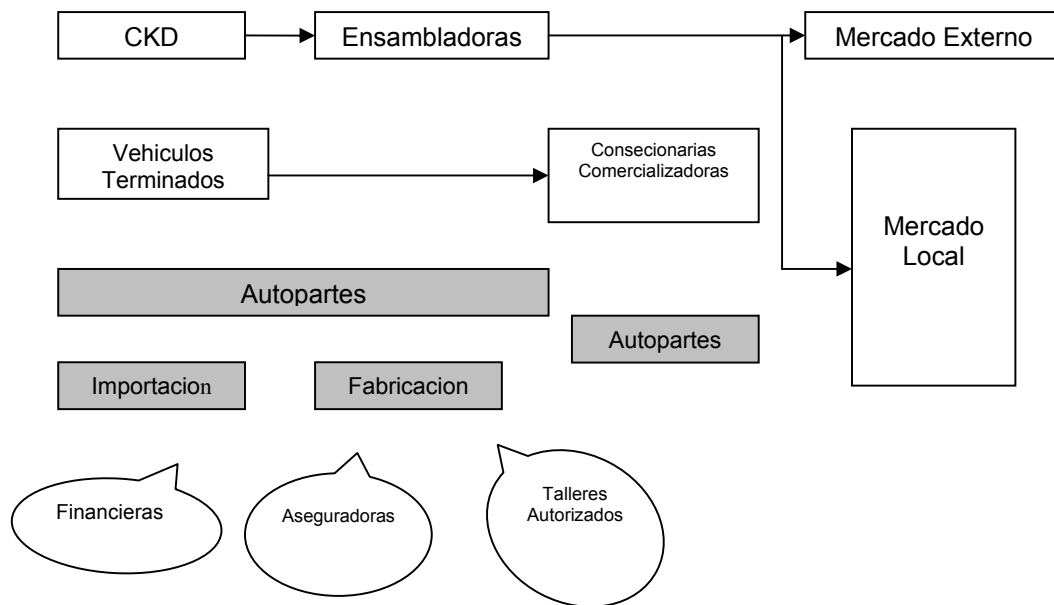 CKD
Ensambladoras
Mercado Externo
Vehiculos
Terminados
Consecionarias
Comercializadoras
Mercado
Local
Autopartes
Autopartes
Importacion
Fabricacion
Financieras
Aseguradoras
Talleres
Autorizados